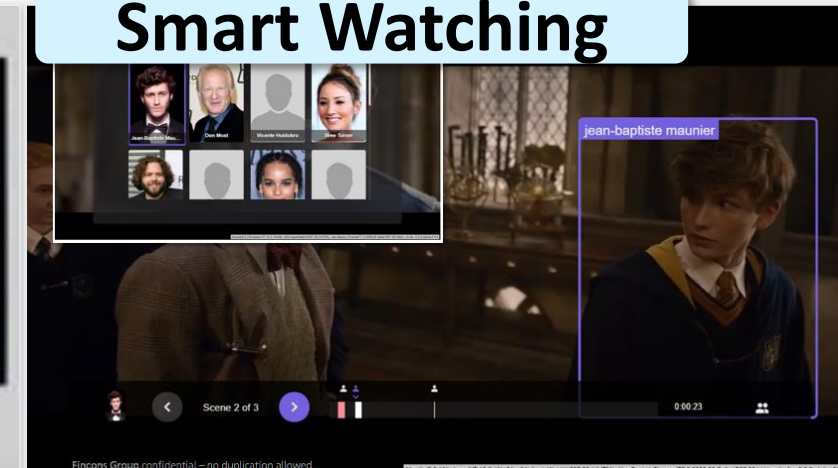 Smart Watching
Jean-Baptiste Mau...
Don Most
Vicente Huidobro
Bree Turner
jean-baptiste maunier
Scene 2 of 3
0:00:23
Fincons Group confidential – no duplication allowed